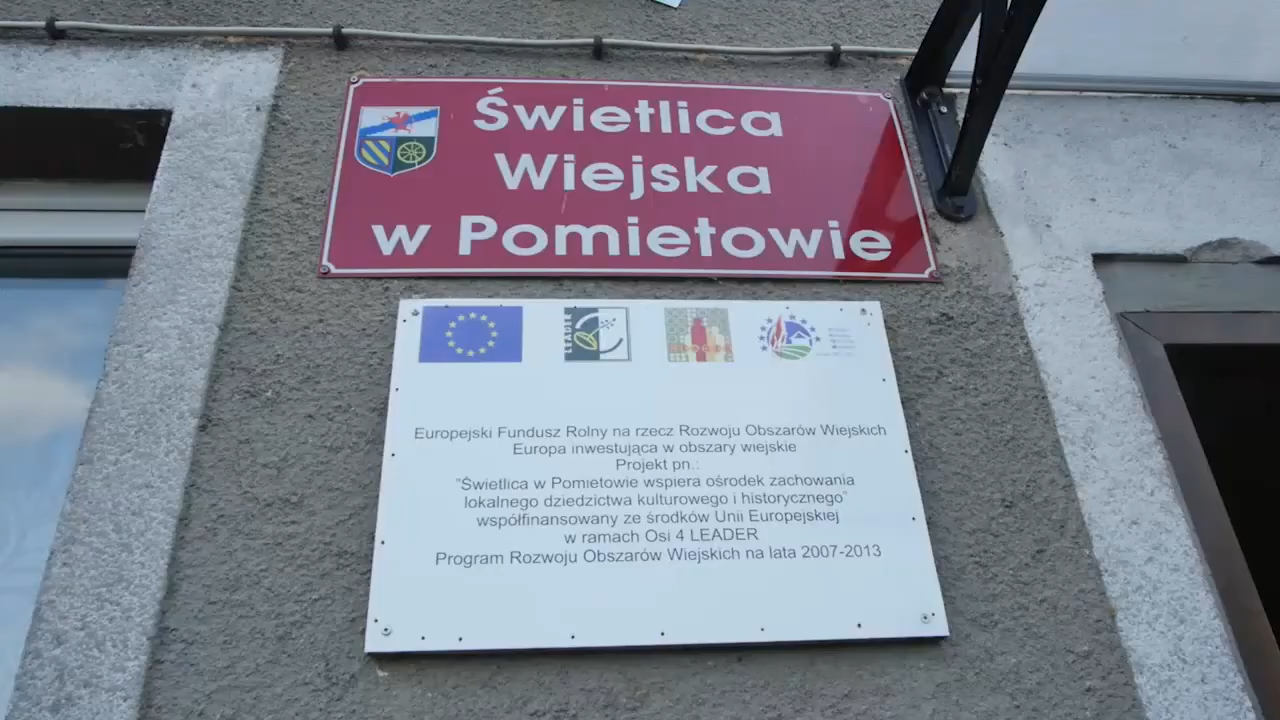 Świetlica
Wiejska
w Pomietowie
LEADER
Europejski Fundusz Rolny na rzecz Rozwoju Obszarów Wiejskich
Europa inwestująca w obszary wiejskie
Projekt pn.:
"Świetlica w Pomietowie wspiera ośrodek zachowania
lokalnego dziedzictwa kulturowego i historycznego"
współfinansowany ze środków Unii Europejskiej
w ramach Osi 4 LEADER
Program Rozwoju Obszarów Wiejskich na lata 2007-2013